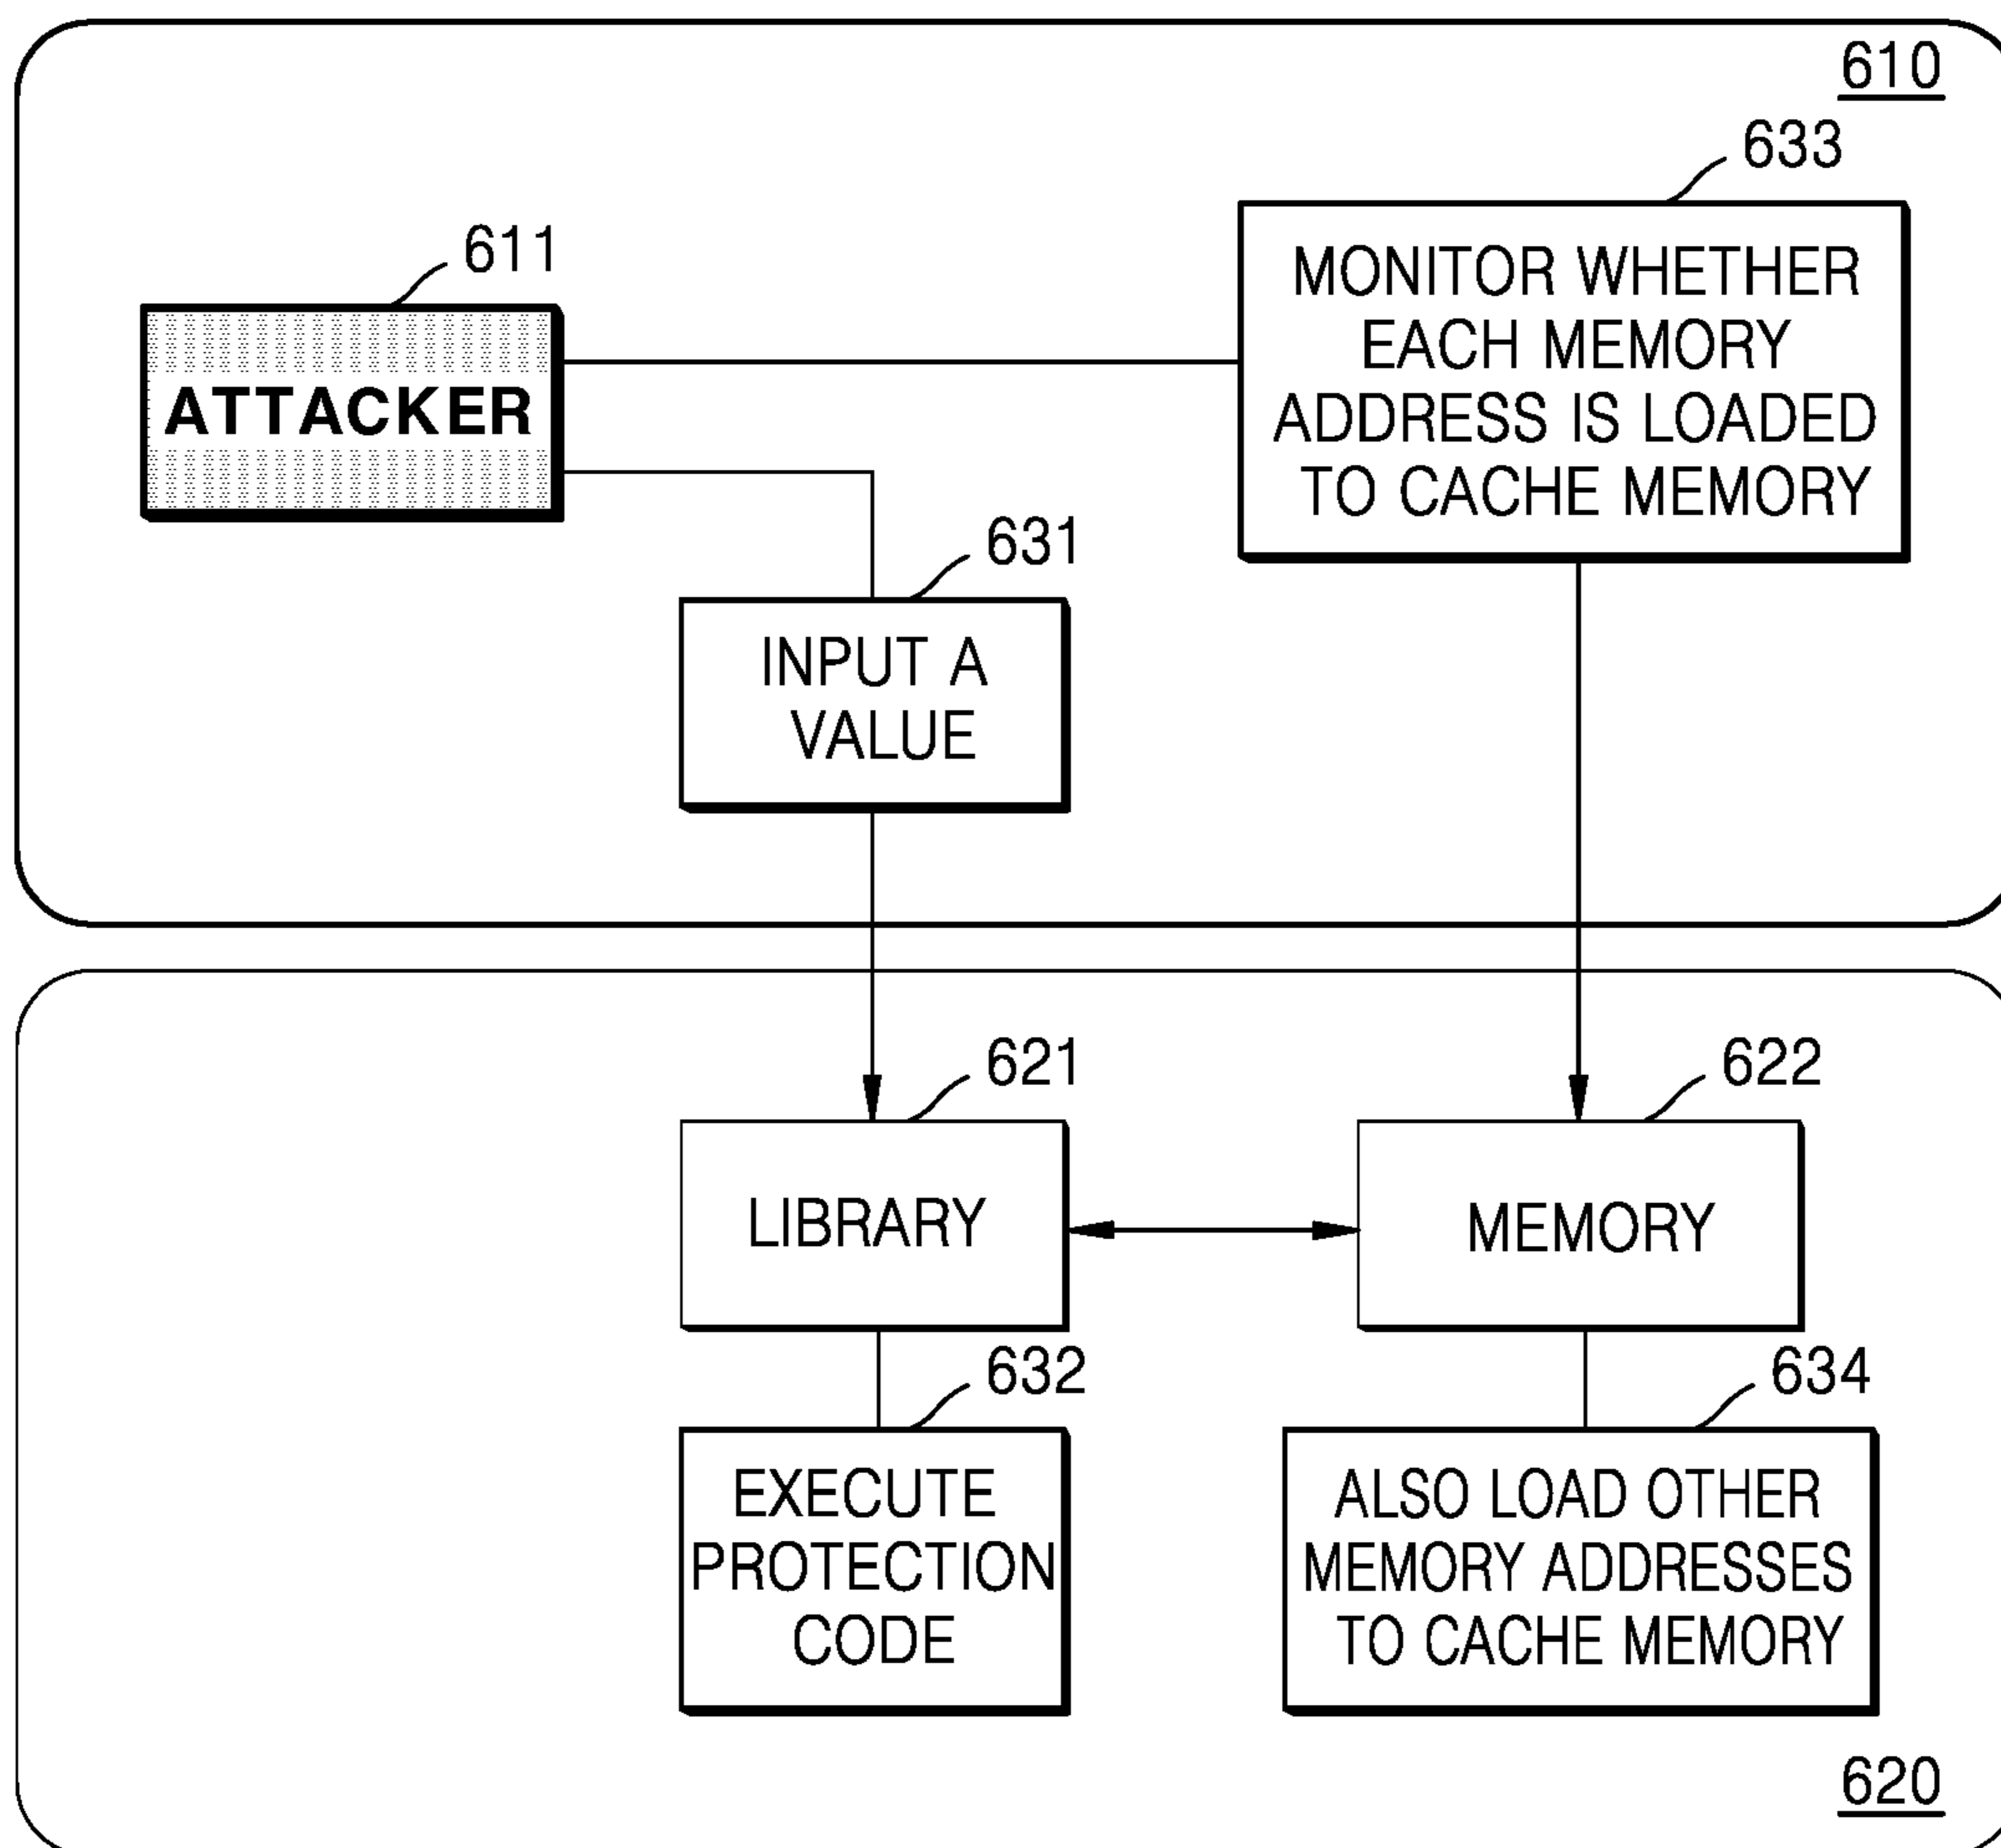 610
633
611
MONITOR WHETHER
EACH MEMORY
ADDRESS IS LOADED
TO CACHE MEMORY
ATTACKER
631
INPUT A
VALUE
621
622
LIBRARY
MEMORY
632
634
EXECUTE
PROTECTION
CODE
ALSO LOAD OTHER
MEMORY ADDRESSES
TO CACHE MEMORY
620